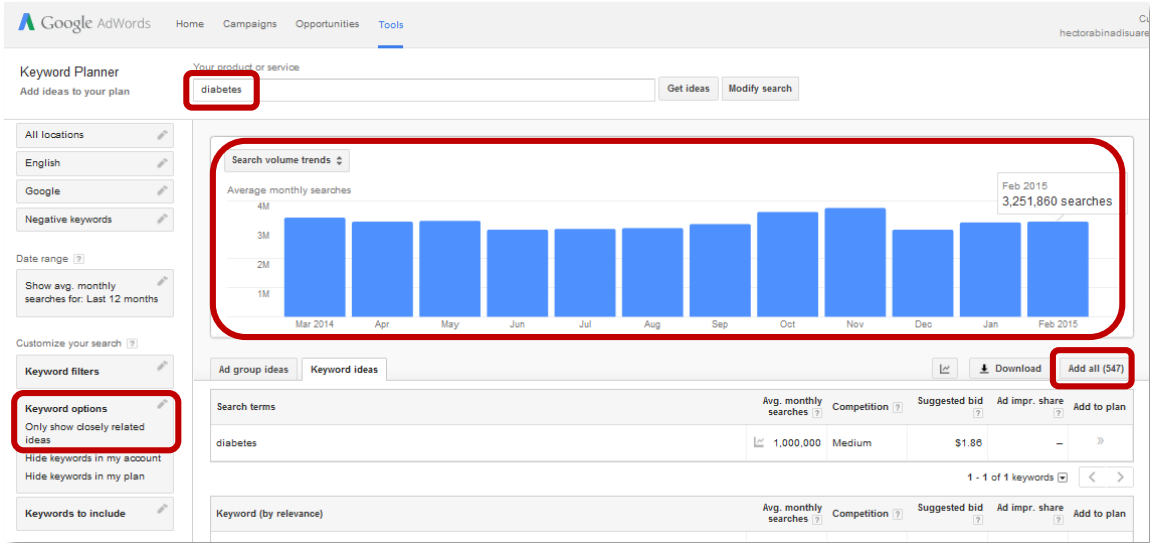 Google AdWords Home Campaigns Opportunities Tools
Cu
hectorabinadisuare
Keyword Planner
Add ideas to your plan
Your product or service
diabetes Get ideas Modify search
All locations
English
Google
Negative keywords
Date range ?
Show avg. monthly
searches for: Last 12 months
Customize your search ?
Keyword filters
Keyword options
Only show closely related
ideas
Hide keywords in my account
Hide keywords in my plan
Keywords to include
Search volume trends
Average monthly searches
Feb 2015
3,251,860 searches
4M
3M
2M
1M
Mar 2014 Apr May Jun Jul Aug Sep Oct Nov Dec Jan Feb 2015
Ad group ideas Keyword ideas Download Add all (547)
Search terms Avg. monthly searches ? Competition ? Suggested bid ? Ad impr. share ? Add to plan
diabetes 1,000,000 Medium $1.86 – »
1 - 1 of 1 keywords < >
Keyword (by relevance) Avg. monthly searches ? Competition ? Suggested bid ? Ad impr. share ? Add to plan